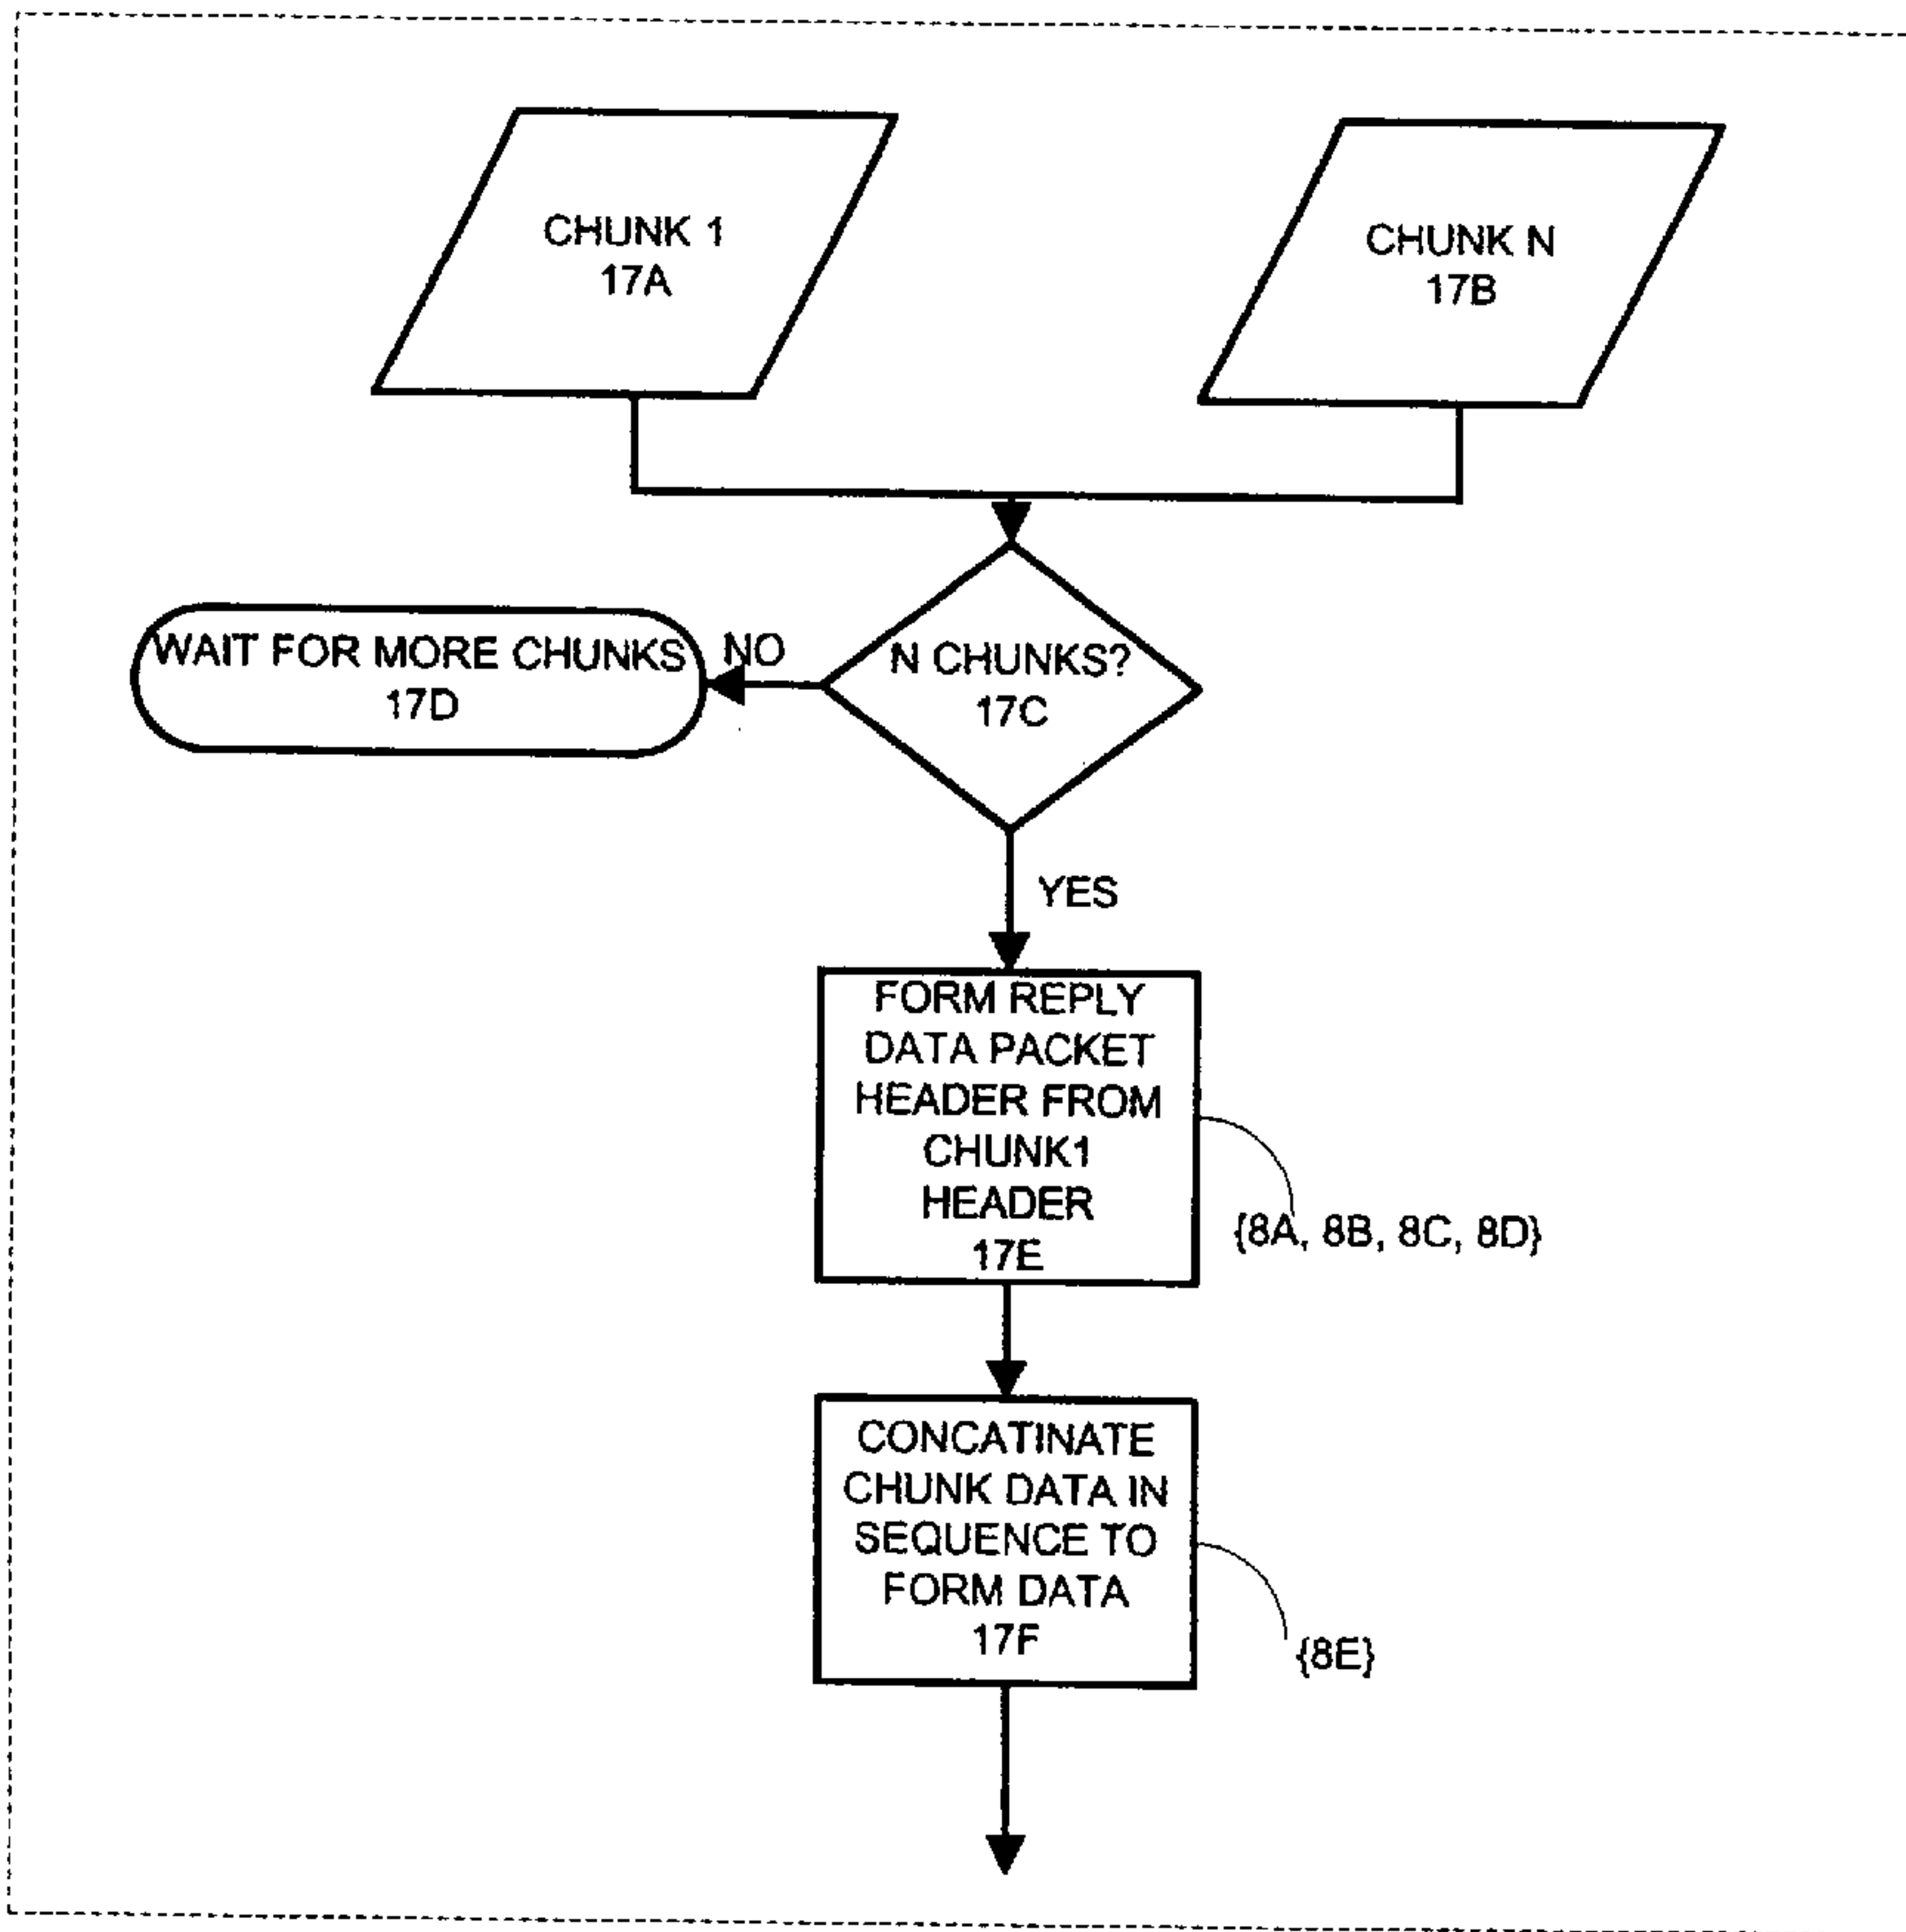 CHUNK 1
17A
CHUNK N
17B
WAIT FOR MORE CHUNKS
17D
NO
N CHUNKS?
17C
YES
FORM REPLY
DATA PACKET
HEADER FROM
CHUNK1
HEADER
17E
{8A, 8B, 8C, 8D}
CONCATINATE
CHUNK DATA IN
SEQUENCE TO
FORM DATA
17F
{8E}